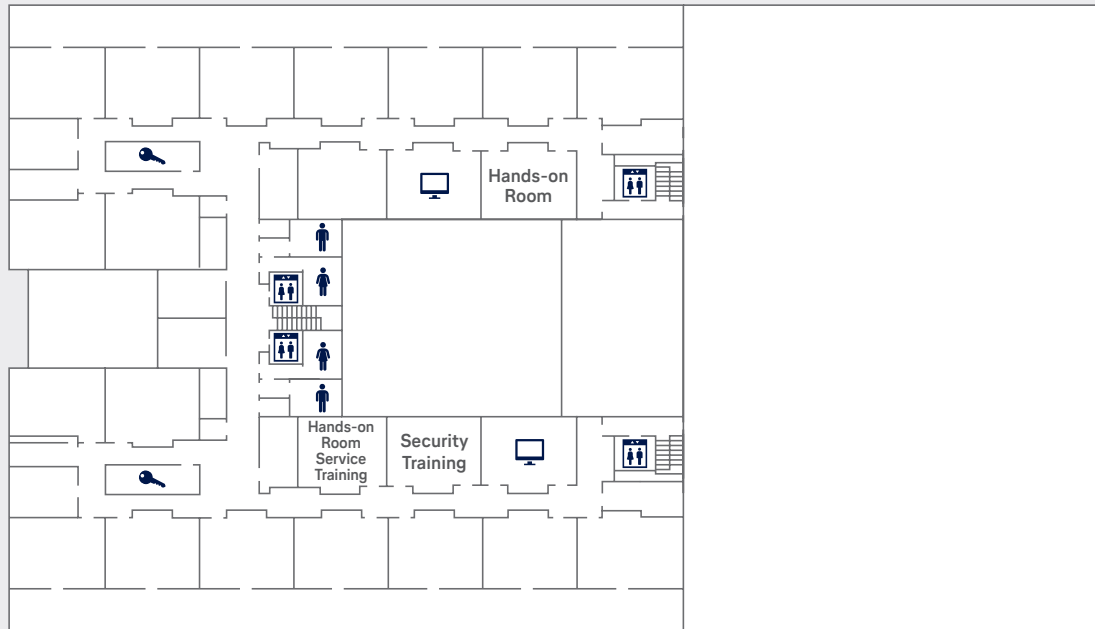 Hands-on
Room
Hands-on
Room
Service
Training
Security
Training